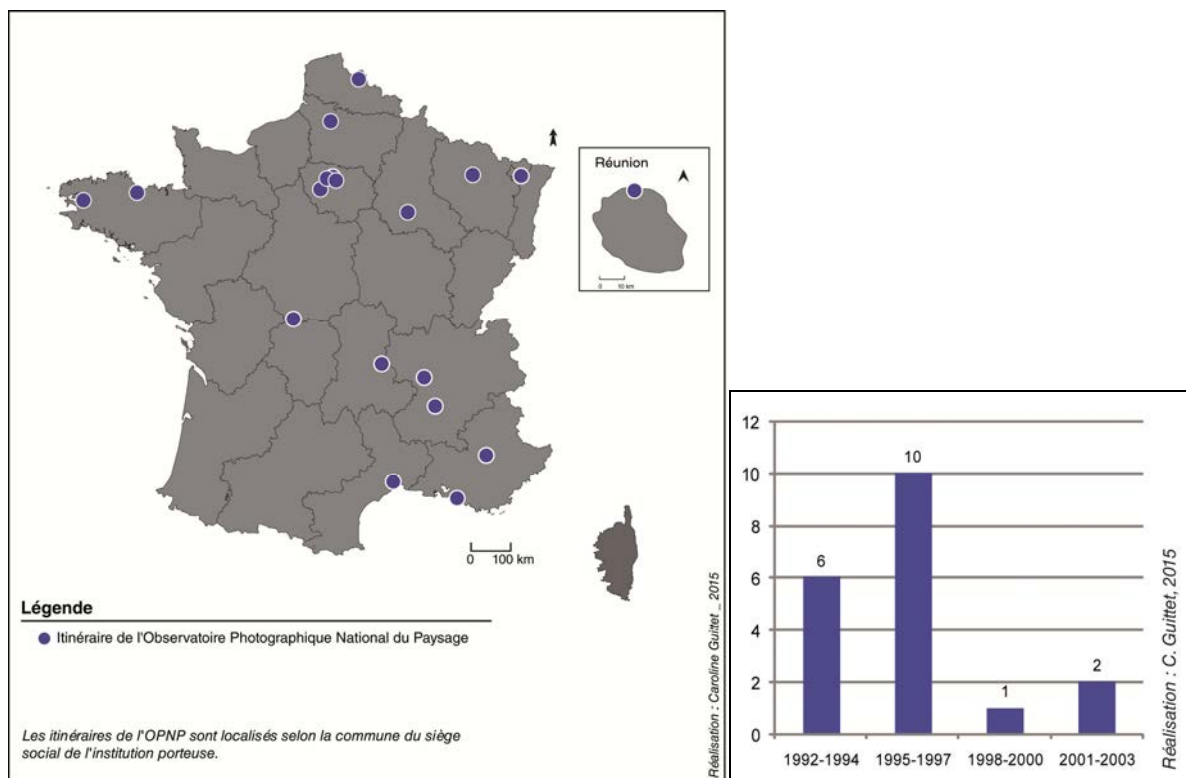 Réunion
0 10 km
0 100 km
Légende
Itinéraire de l'Observatoire Photographique National du Paysage
Les itinéraires de l'OPNP sont localisés selon la commune du siège
social de l'institution porteuse.
Réalisation : Caroline Guittet _ 2015
12
10
8
6
4
2
0
6
10
1
2
1992-1994 1995-1997 1998-2000 2001-2003
Réalisation : C. Guittet, 2015